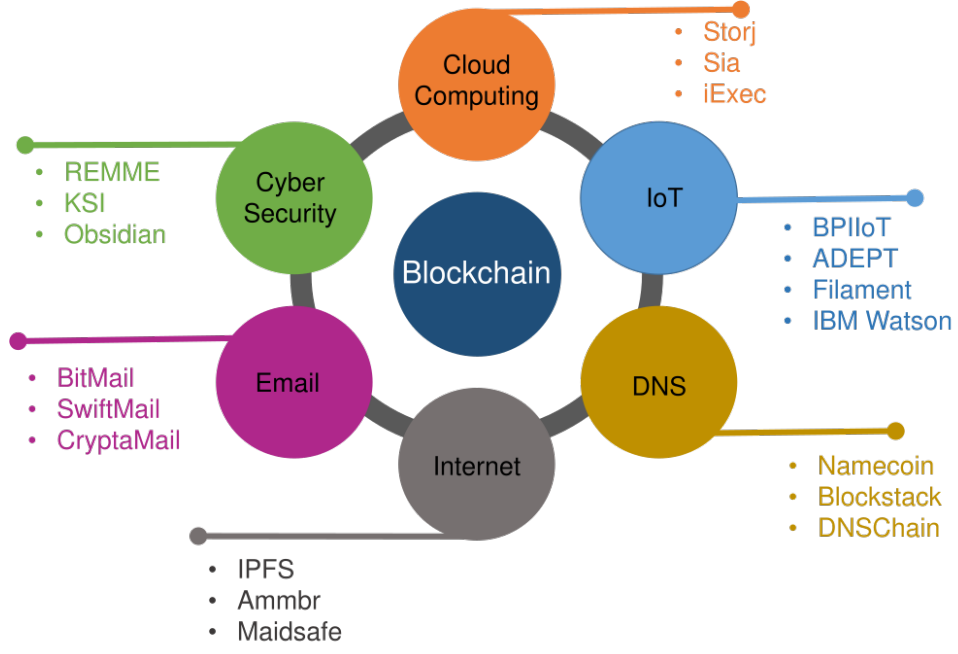 Cloud
Computing
• Storj
• Sia
• iExec
IoT
• BPIIoT
• ADEPT
• Filament
• IBM Watson
DNS
• Namecoin
• Blockstack
• DNSChain
Internet
• IPFS
• Ammbr
• Maidsafe
Email
• BitMail
• SwiftMail
• CryptaMail
Cyber
Security
• REMME
• KSI
• Obsidian
Blockchain